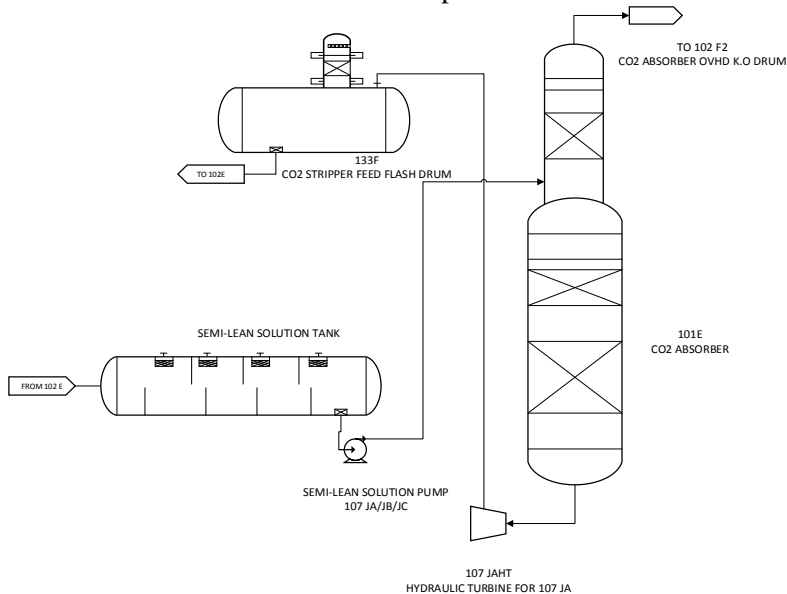 TO 102 F2
CO2 ABSORBER OVHD K.O DRUM
133F
CO2 STRIPPER FEED FLASH DRUM
TO 102E
SEMI-LEAN SOLUTION TANK
101E
CO2 ABSORBER
FROM 102 E
SEMI-LEAN SOLUTION PUMP
107 JA/JB/JC
107 JAHT
HYDRAULIC TURBINE FOR 107 JA